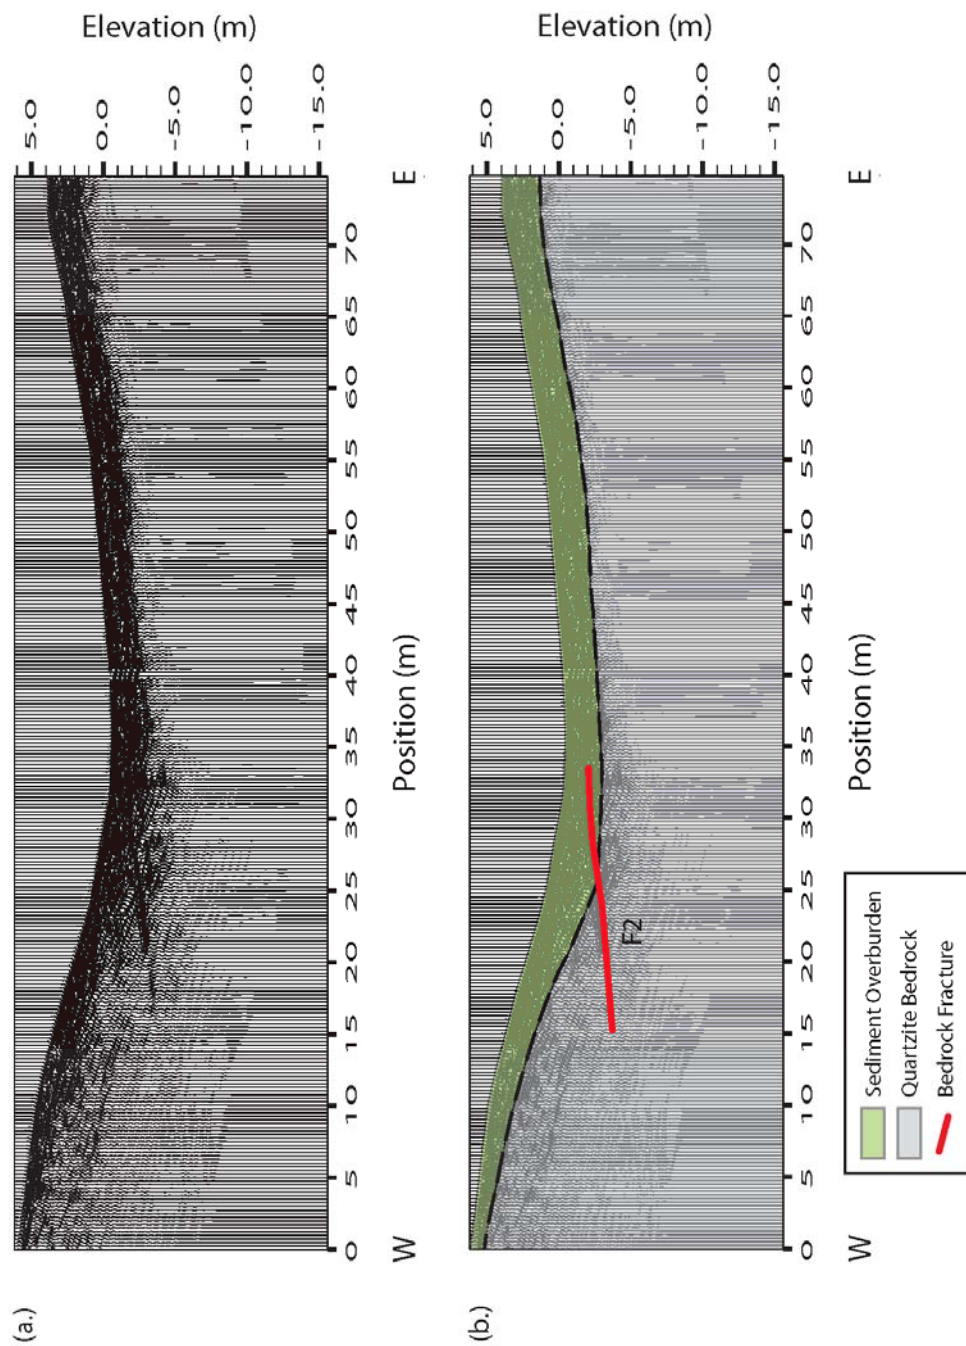 (a.)
Elevation (m)
5.0
0.0
-5.0
-10.0
-15.0
0 5 10 15 20 25 30 35 40 45 50 55 60 65 70
W Position (m) E
(b.)
Elevation (m)
5.0
0.0
-5.0
-10.0
-15.0
F2
0 5 10 15 20 25 30 35 40 45 50 55 60 65 70
W Position (m) E
Sediment Overburden
Quartzite Bedrock
Bedrock Fracture